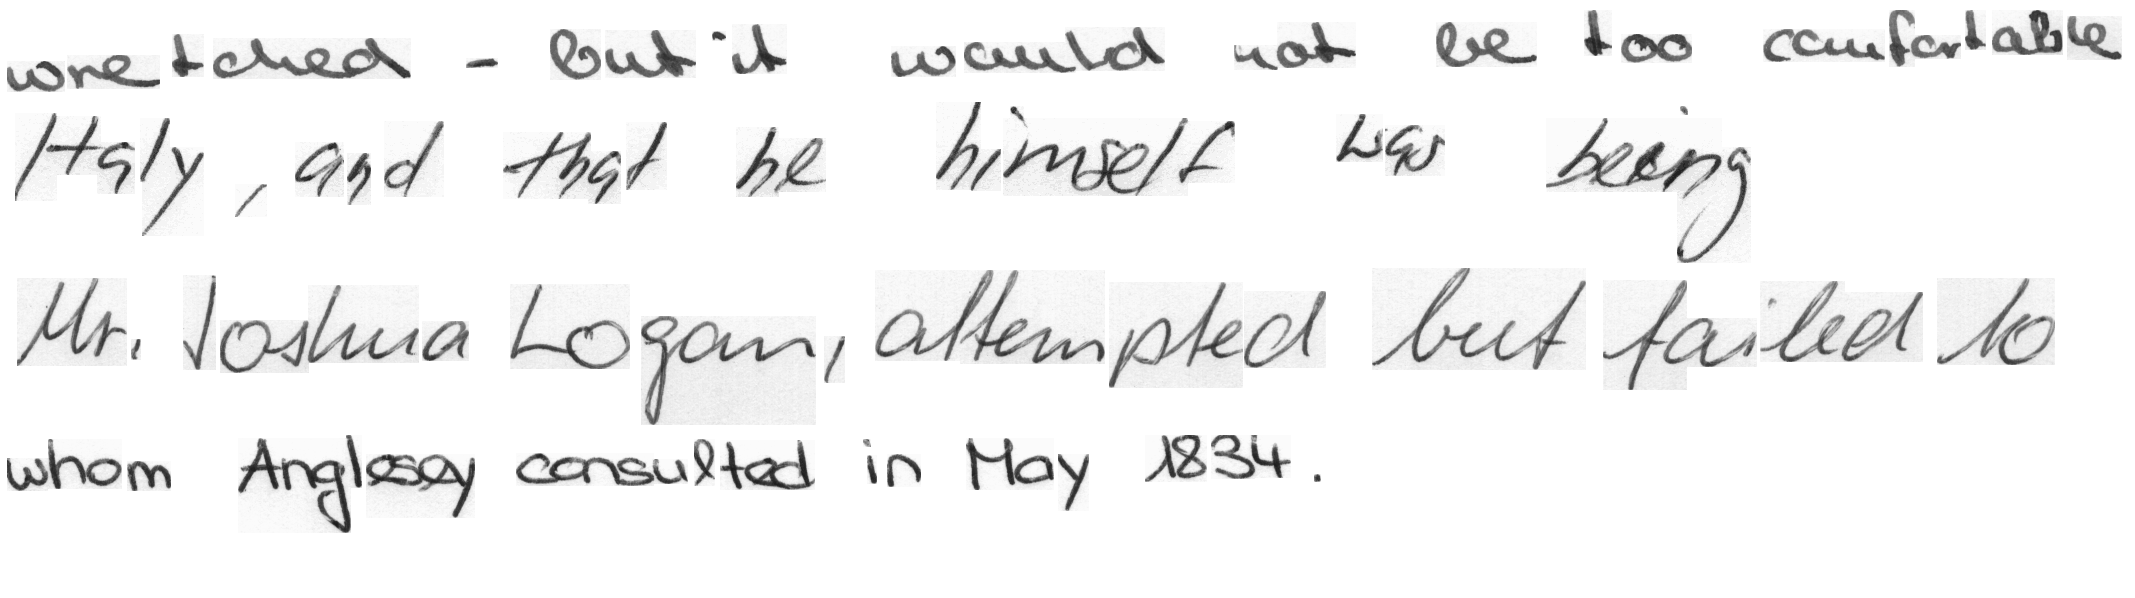 wretched - but it would not be too comfortable
Italy, and that he himself was being
Mr. Joshua Logan, attempted but failed to
whom Anglesey consulted in May 1834.